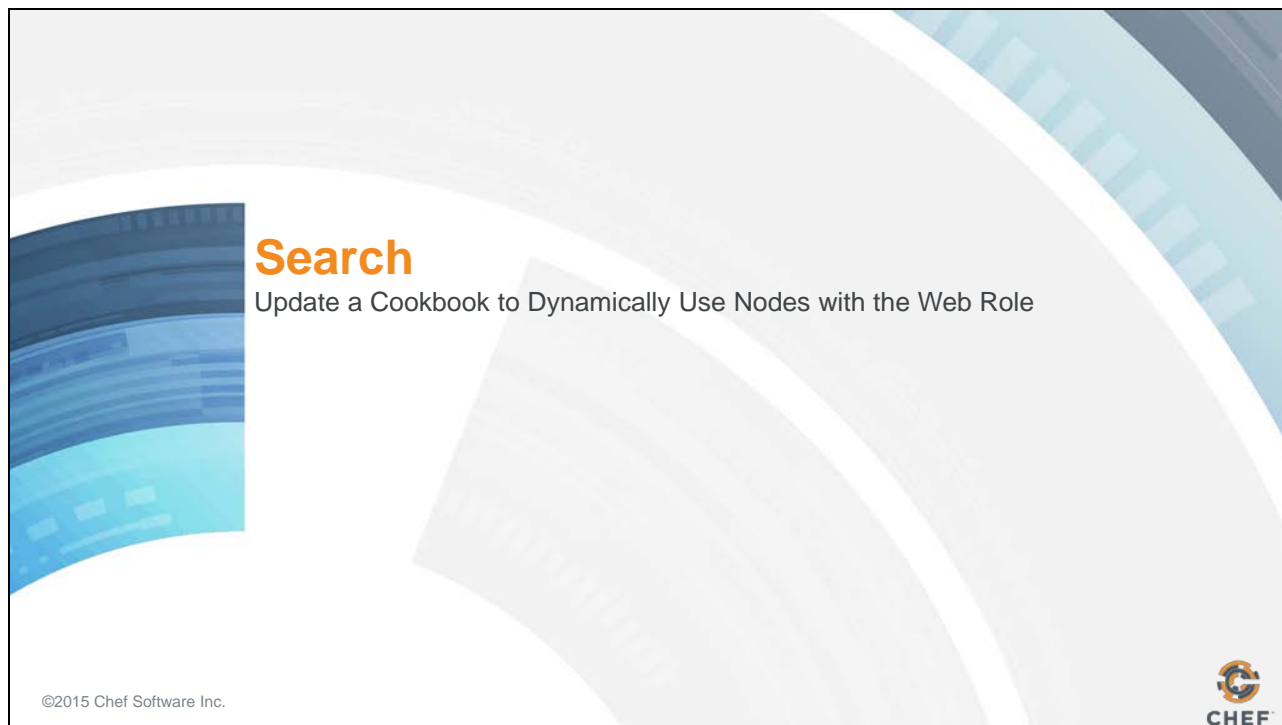 Search
Update a Cookbook to Dynamically Use Nodes with the Web Role
©2015 Chef Software Inc.
CHEF